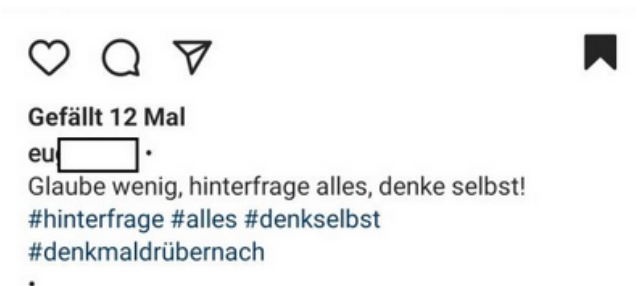 Gefällt 12 Mal
eu •
Glaube wenig, hinterfrage alles, denke selbst!
#hinterfrage #alles #denkselbst
#denkmaldrübernach
•